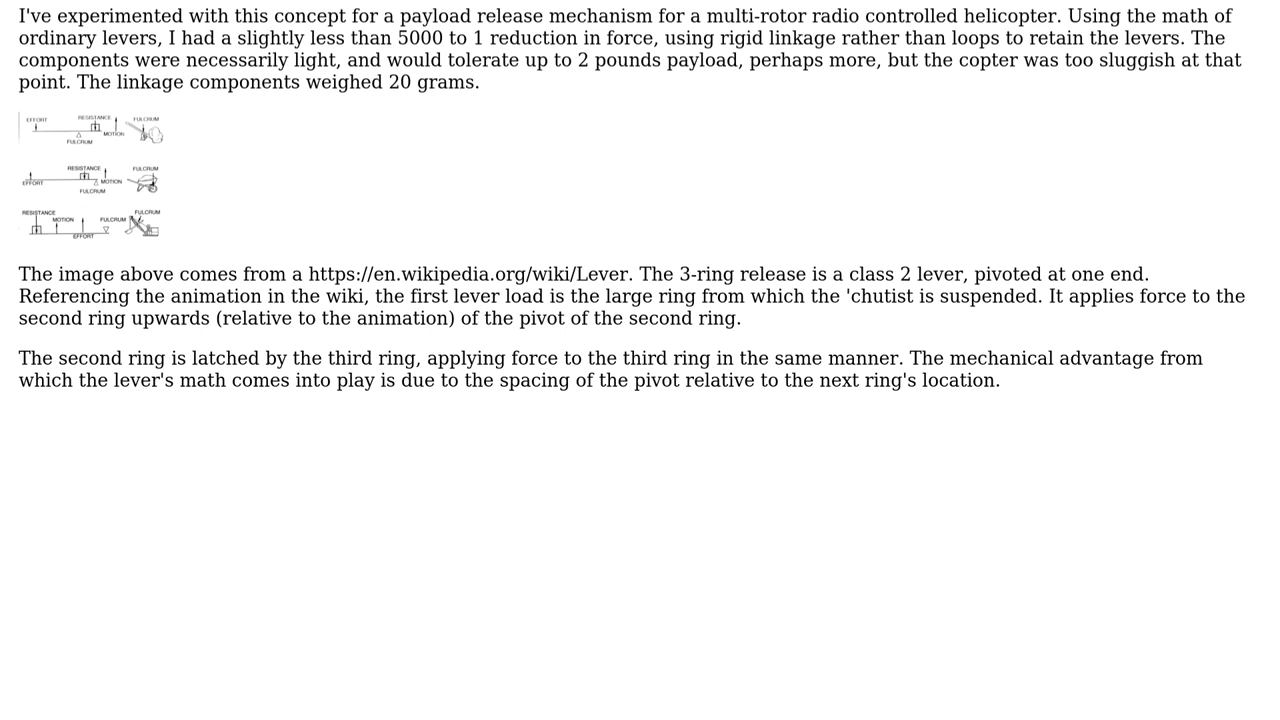 I've experimented with this concept for a payload release mechanism for a multi-rotor radio controlled helicopter. Using the math of
ordinary levers, I had a slightly less than 5000 to 1 reduction in force, using rigid linkage rather than loops to retain the levers. The
components were necessarily light, and would tolerate up to 2 pounds payload, perhaps more, but the copter was too sluggish at that
point. The linkage components weighed 20 grams.
EFFORT RESISTANCE FULCRUM
MOTION
FULCRUM
RESISTANCE FULCRUM
EFFORT MOTION
FULCRUM
RESISTANCE FULCRUM
MOTION FULCRUM
EFFORT
The image above comes from a https://en.wikipedia.org/wiki/Lever. The 3-ring release is a class 2 lever, pivoted at one end.
Referencing the animation in the wiki, the first lever load is the large ring from which the 'chutist is suspended. It applies force to the
second ring upwards (relative to the animation) of the pivot of the second ring.
The second ring is latched by the third ring, applying force to the third ring in the same manner. The mechanical advantage from
which the lever's math comes into play is due to the spacing of the pivot relative to the next ring's location.